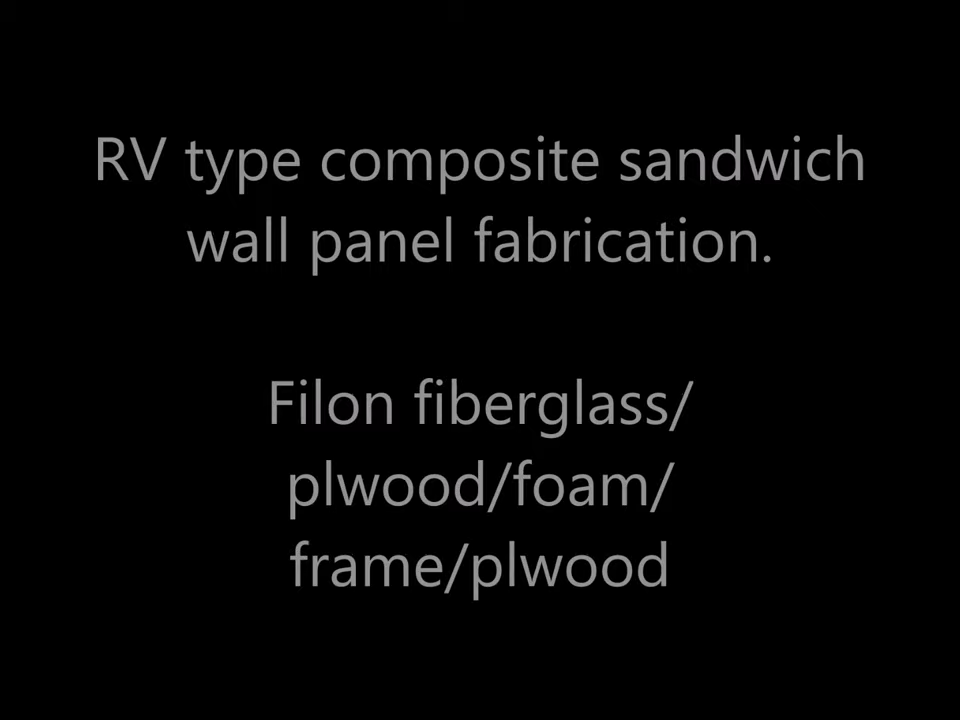 RV type composite sandwich
wall panel fabrication.
Filon fiberglass/
plwood/foam/
frame/plwood